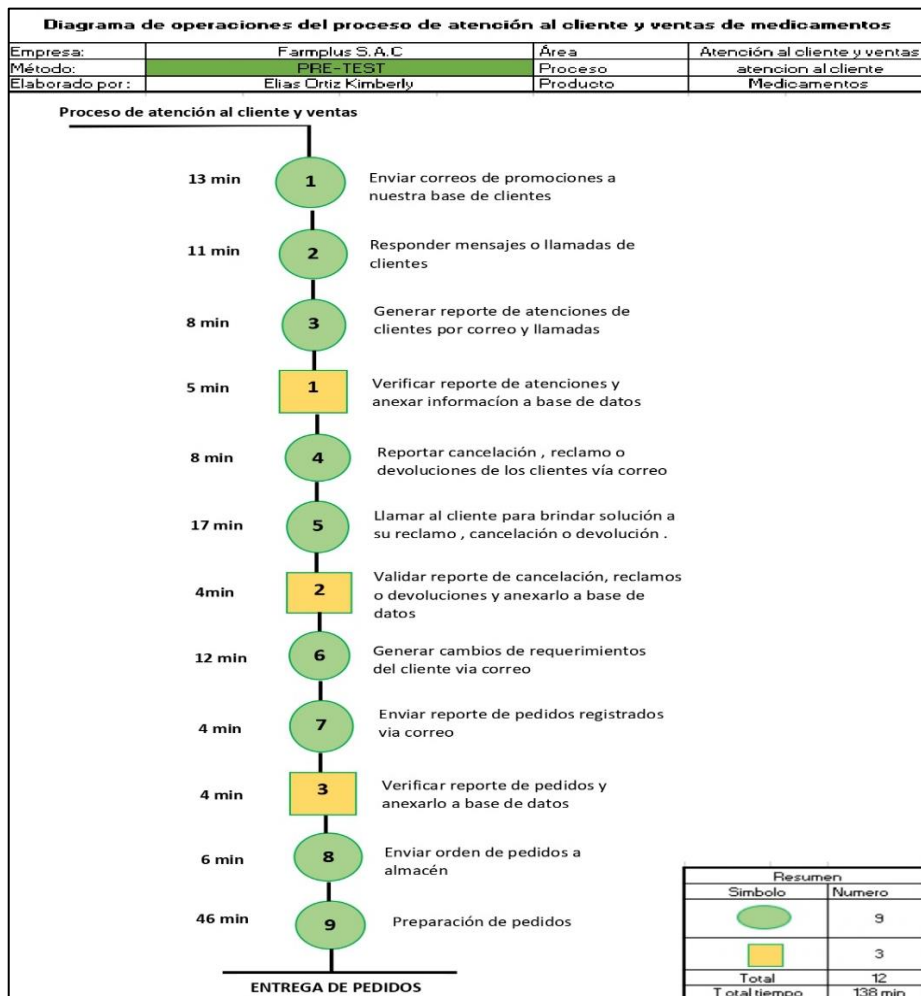 Diagrama de operaciones del proceso de atención al cliente y ventas de medicamentos
Empresa: Farmplus S.A.C Área Atención al cliente y ventas
Método: PRE-TEST Proceso atencion al cliente
Elaborado por: Elias Ortiz Kimberly Producto Medicamentos
Proceso de atención al cliente y ventas
13 min 1 Enviar correos de promociones a
nuestra base de clientes
11 min 2 Responder mensajes o llamadas de
clientes
8 min 3 Generar reporte de atenciones de
clientes por correo y llamadas
5 min 1 Verificar reporte de atenciones y
anexar informacíon a base de datos
8 min 4 Reportar cancelación , reclamo o
devoluciones de los clientes vía correo
17 min 5 Llamar al cliente para brindar solución a
su reclamo , cancelación o devolución .
4min 2 Validar reporte de cancelación, reclamos
o devoluciones y anexarlo a base de
datos
12 min 6 Generar cambios de requerimientos
del cliente via correo
4 min 7 Enviar reporte de pedidos registrados
via correo
4 min 3 Verificar reporte de pedidos y
anexarlo a base de datos
6 min 8 Enviar orden de pedidos a
almacén
46 min 9 Preparación de pedidos
ENTREGA DE PEDIDOS
Resumen
Simbolo Numero
9
3
Total 12
Total tiempo 138 min